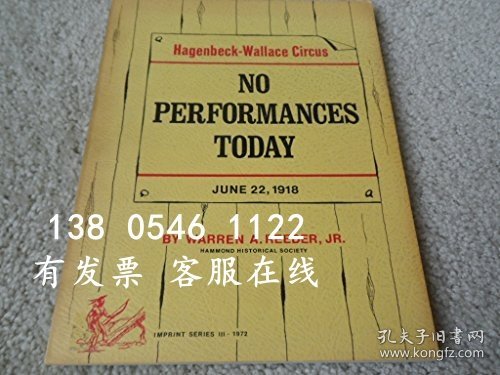 Hagenbeck-Wallace Circus
NO
PERFORMANCES
TODAY
JUNE 22, 1918
138 0546 1122
BY WARREN A. REEDER, JR.
HAMMOND HISTORICAL SOCIETY
有发票 客服在线
IMPRINT SERIES III - 1972
孔夫子旧书网
www.kongfz.com